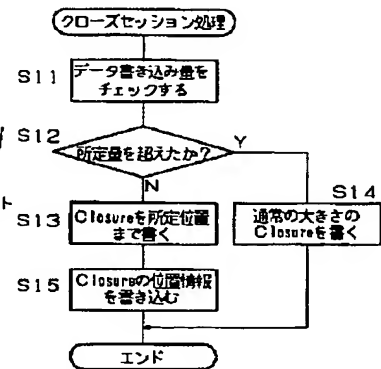 クローズセッション処理
S11
データ書き込み量を
チェックする
S12
所定量を超えたか?
Y
N
ト
S13
Closureを所定位置
まで書く
S14
通常の大きさの
Closureを書く
S15
Closureの位置情報
を書き込む
エンド